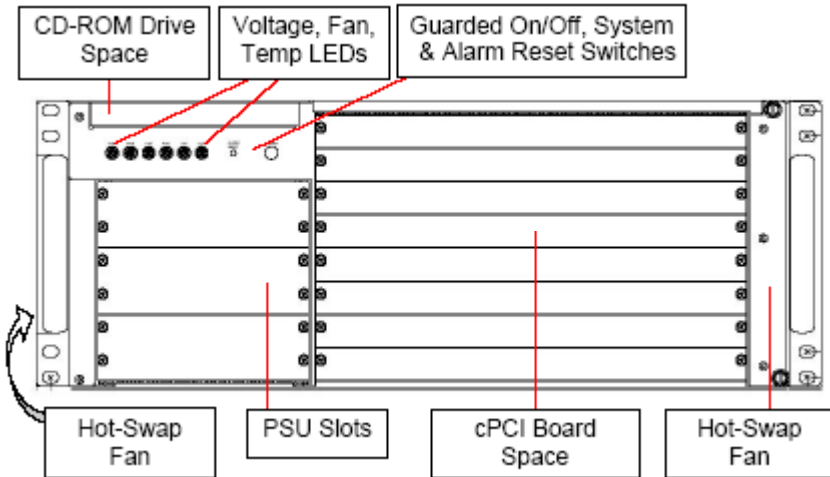 CD-ROM Drive
Space
Voltage, Fan,
Temp LEDs
Guarded On/Off, System
& Alarm Reset Switches
Hot-Swap
Fan
PSU Slots
cPCI Board
Space
Hot-Swap
Fan